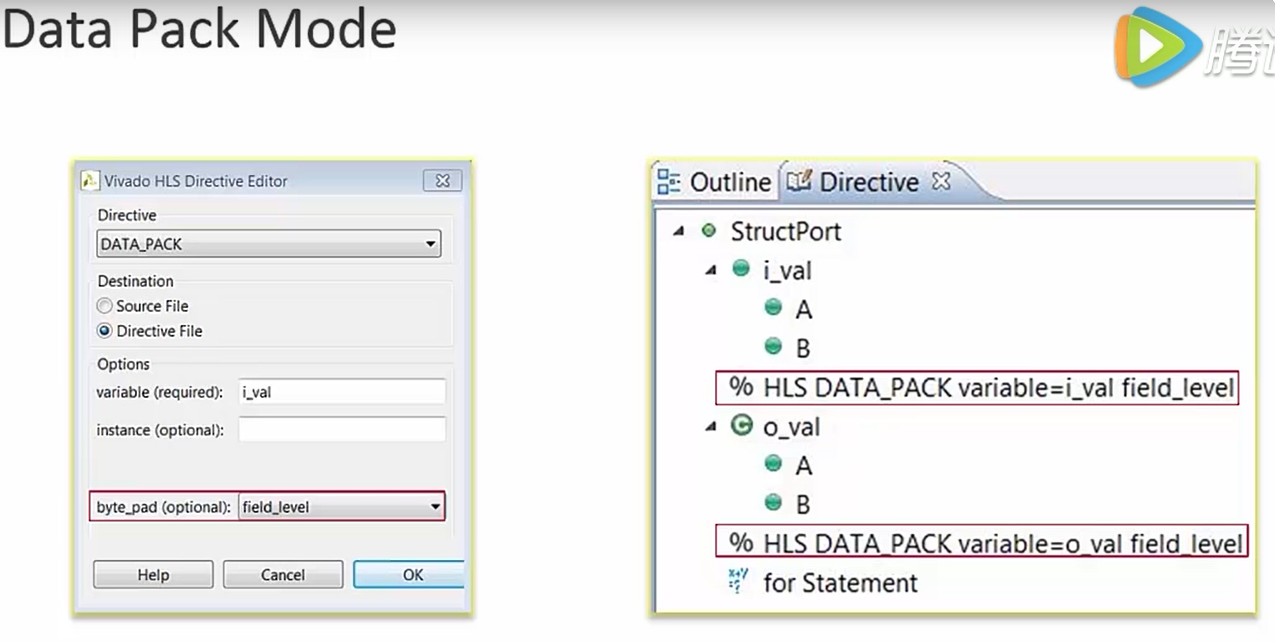 Data Pack Mode
Vivado HLS Directive Editor
Directive
DATA_PACK
Destination
Source File
Directive File
Options
variable (required): i_val
instance (optional):
byte_pad (optional): field_level
Help Cancel OK
Outline Directive
StructPort
i_val
A
B
% HLS DATA_PACK variable=i_val field_level
o_val
A
B
% HLS DATA_PACK variable=o_val field_level
for Statement